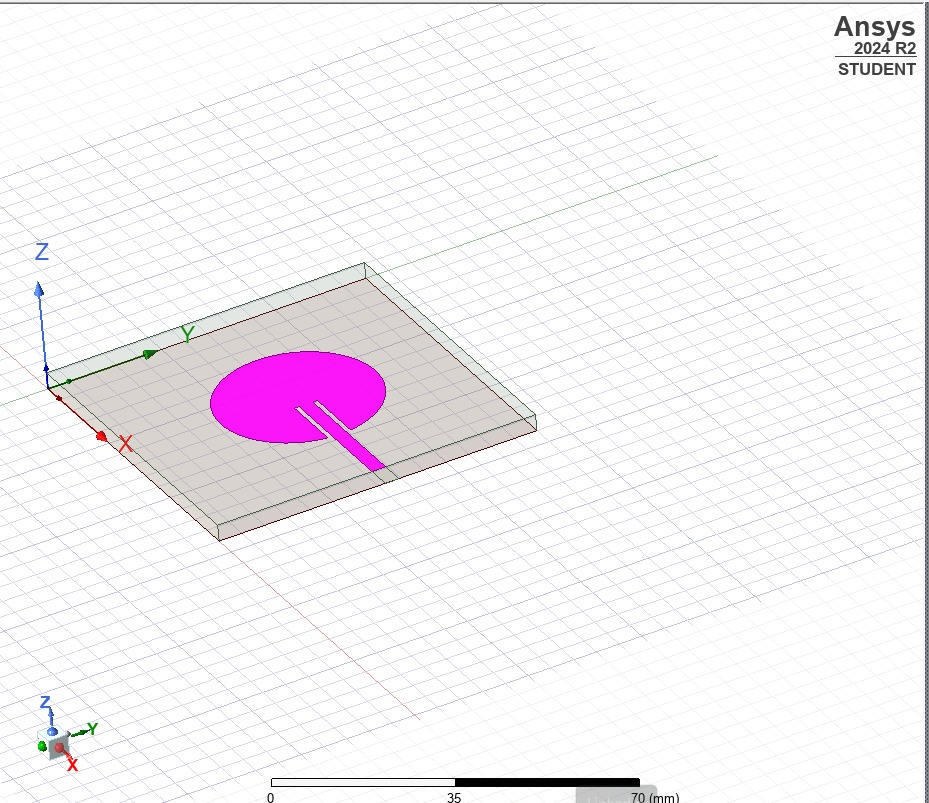 Ansys
2024 R2
STUDENT
Z
Y
X
Z
Y
X
0 35 70 (mm)